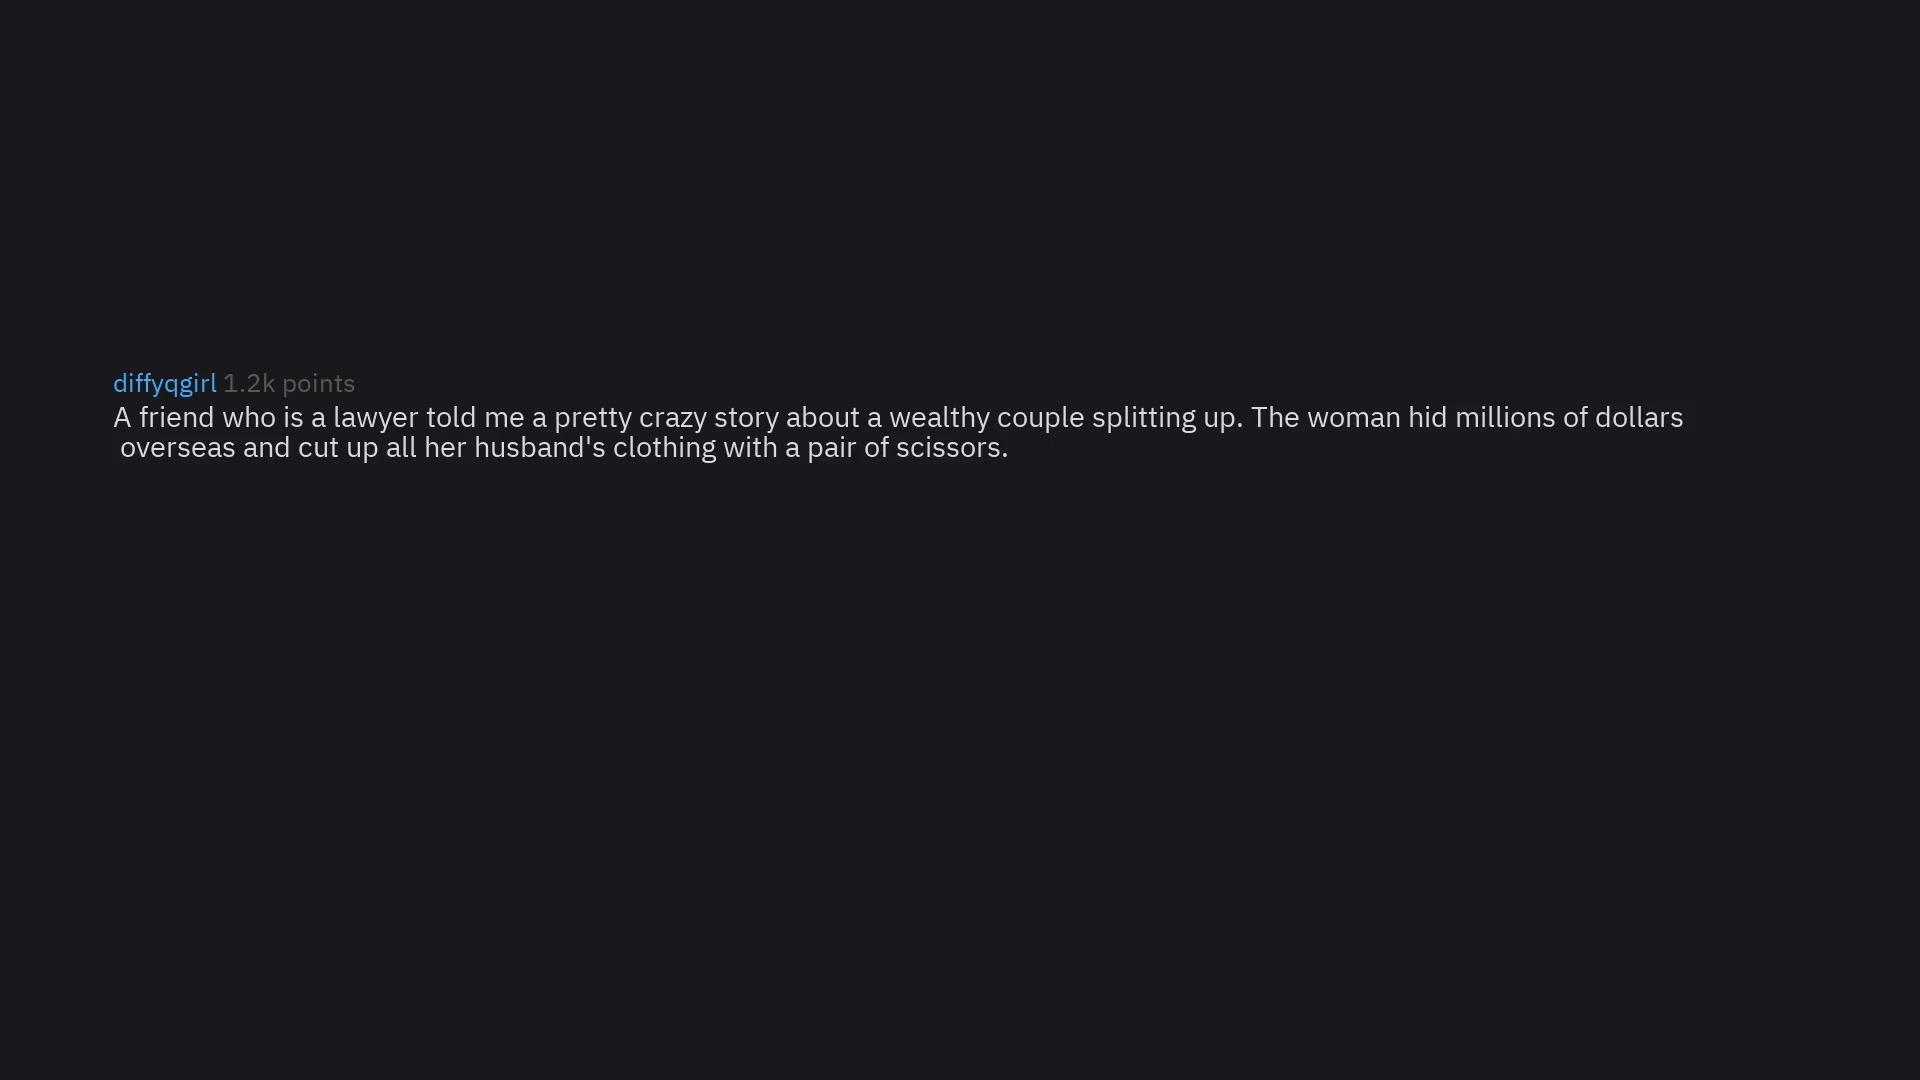 diffyqgirl 1.2k points
A friend who is a lawyer told me a pretty crazy story about a wealthy couple splitting up. The woman hid millions of dollars
overseas and cut up all her husband's clothing with a pair of scissors.